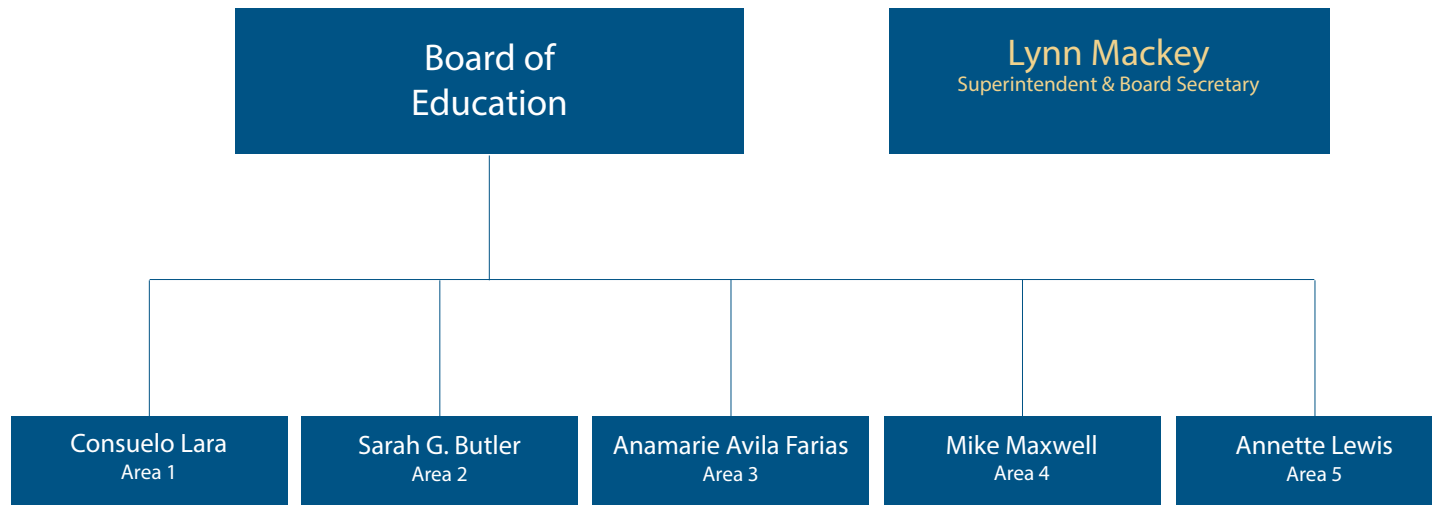 Board of
Education
Lynn Mackey
Superintendent & Board Secretary
Consuelo Lara
Area 1
Sarah G. Butler
Area 2
Anamarie Avila Farias
Area 3
Mike Maxwell
Area 4
Annette Lewis
Area 5